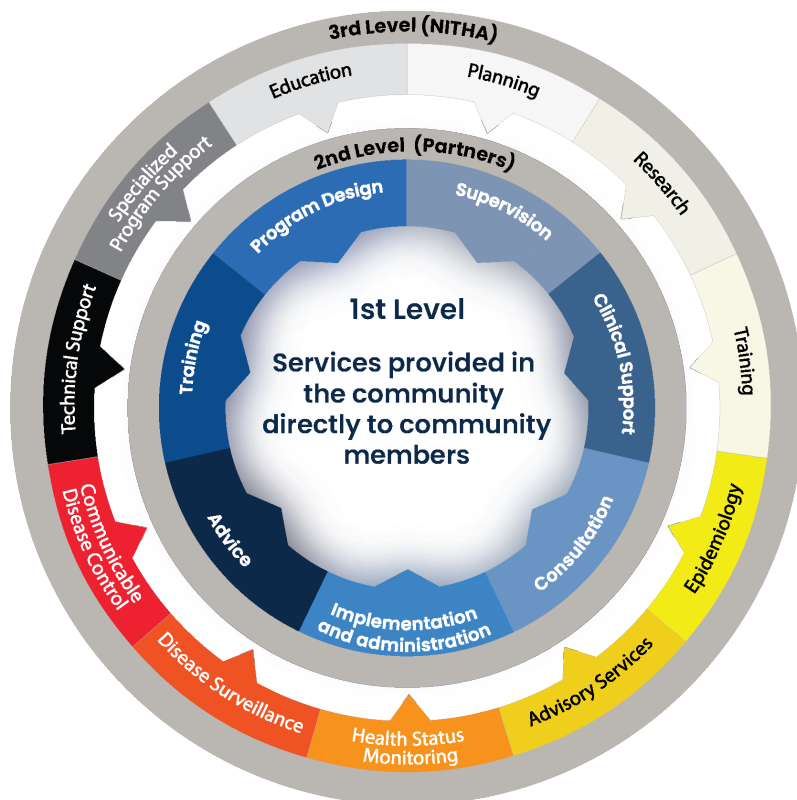 3rd Level (NITHA)
Education
Planning
Research
Training
Epidemiology
Advisory Services
Health Status
Monitoring
Disease Surveillance
Communicable
Disease Control
Technical Support
Specialized
Program Support
2nd Level (Partners)
Program Design
Supervision
Clinical Support
Consultation
Implementation
and administration
Advice
Training
1st Level
Services provided in
the community
directly to community
members